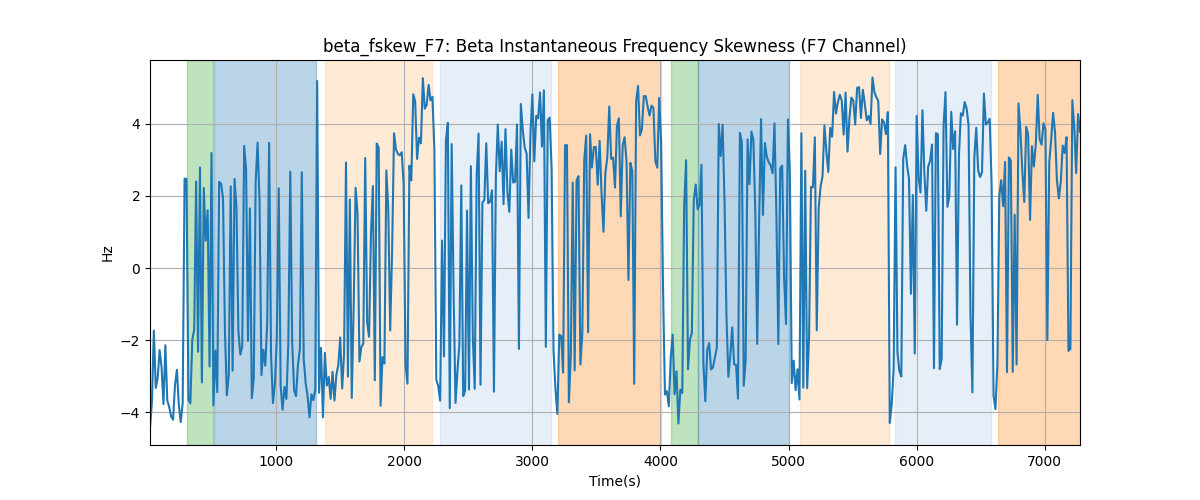 beta_fskew_F7: Beta Instantaneous Frequency Skewness (F7 Channel)
Hz
4
2
0
−2
−4
1000 2000 3000 4000 5000 6000 7000
Time(s)